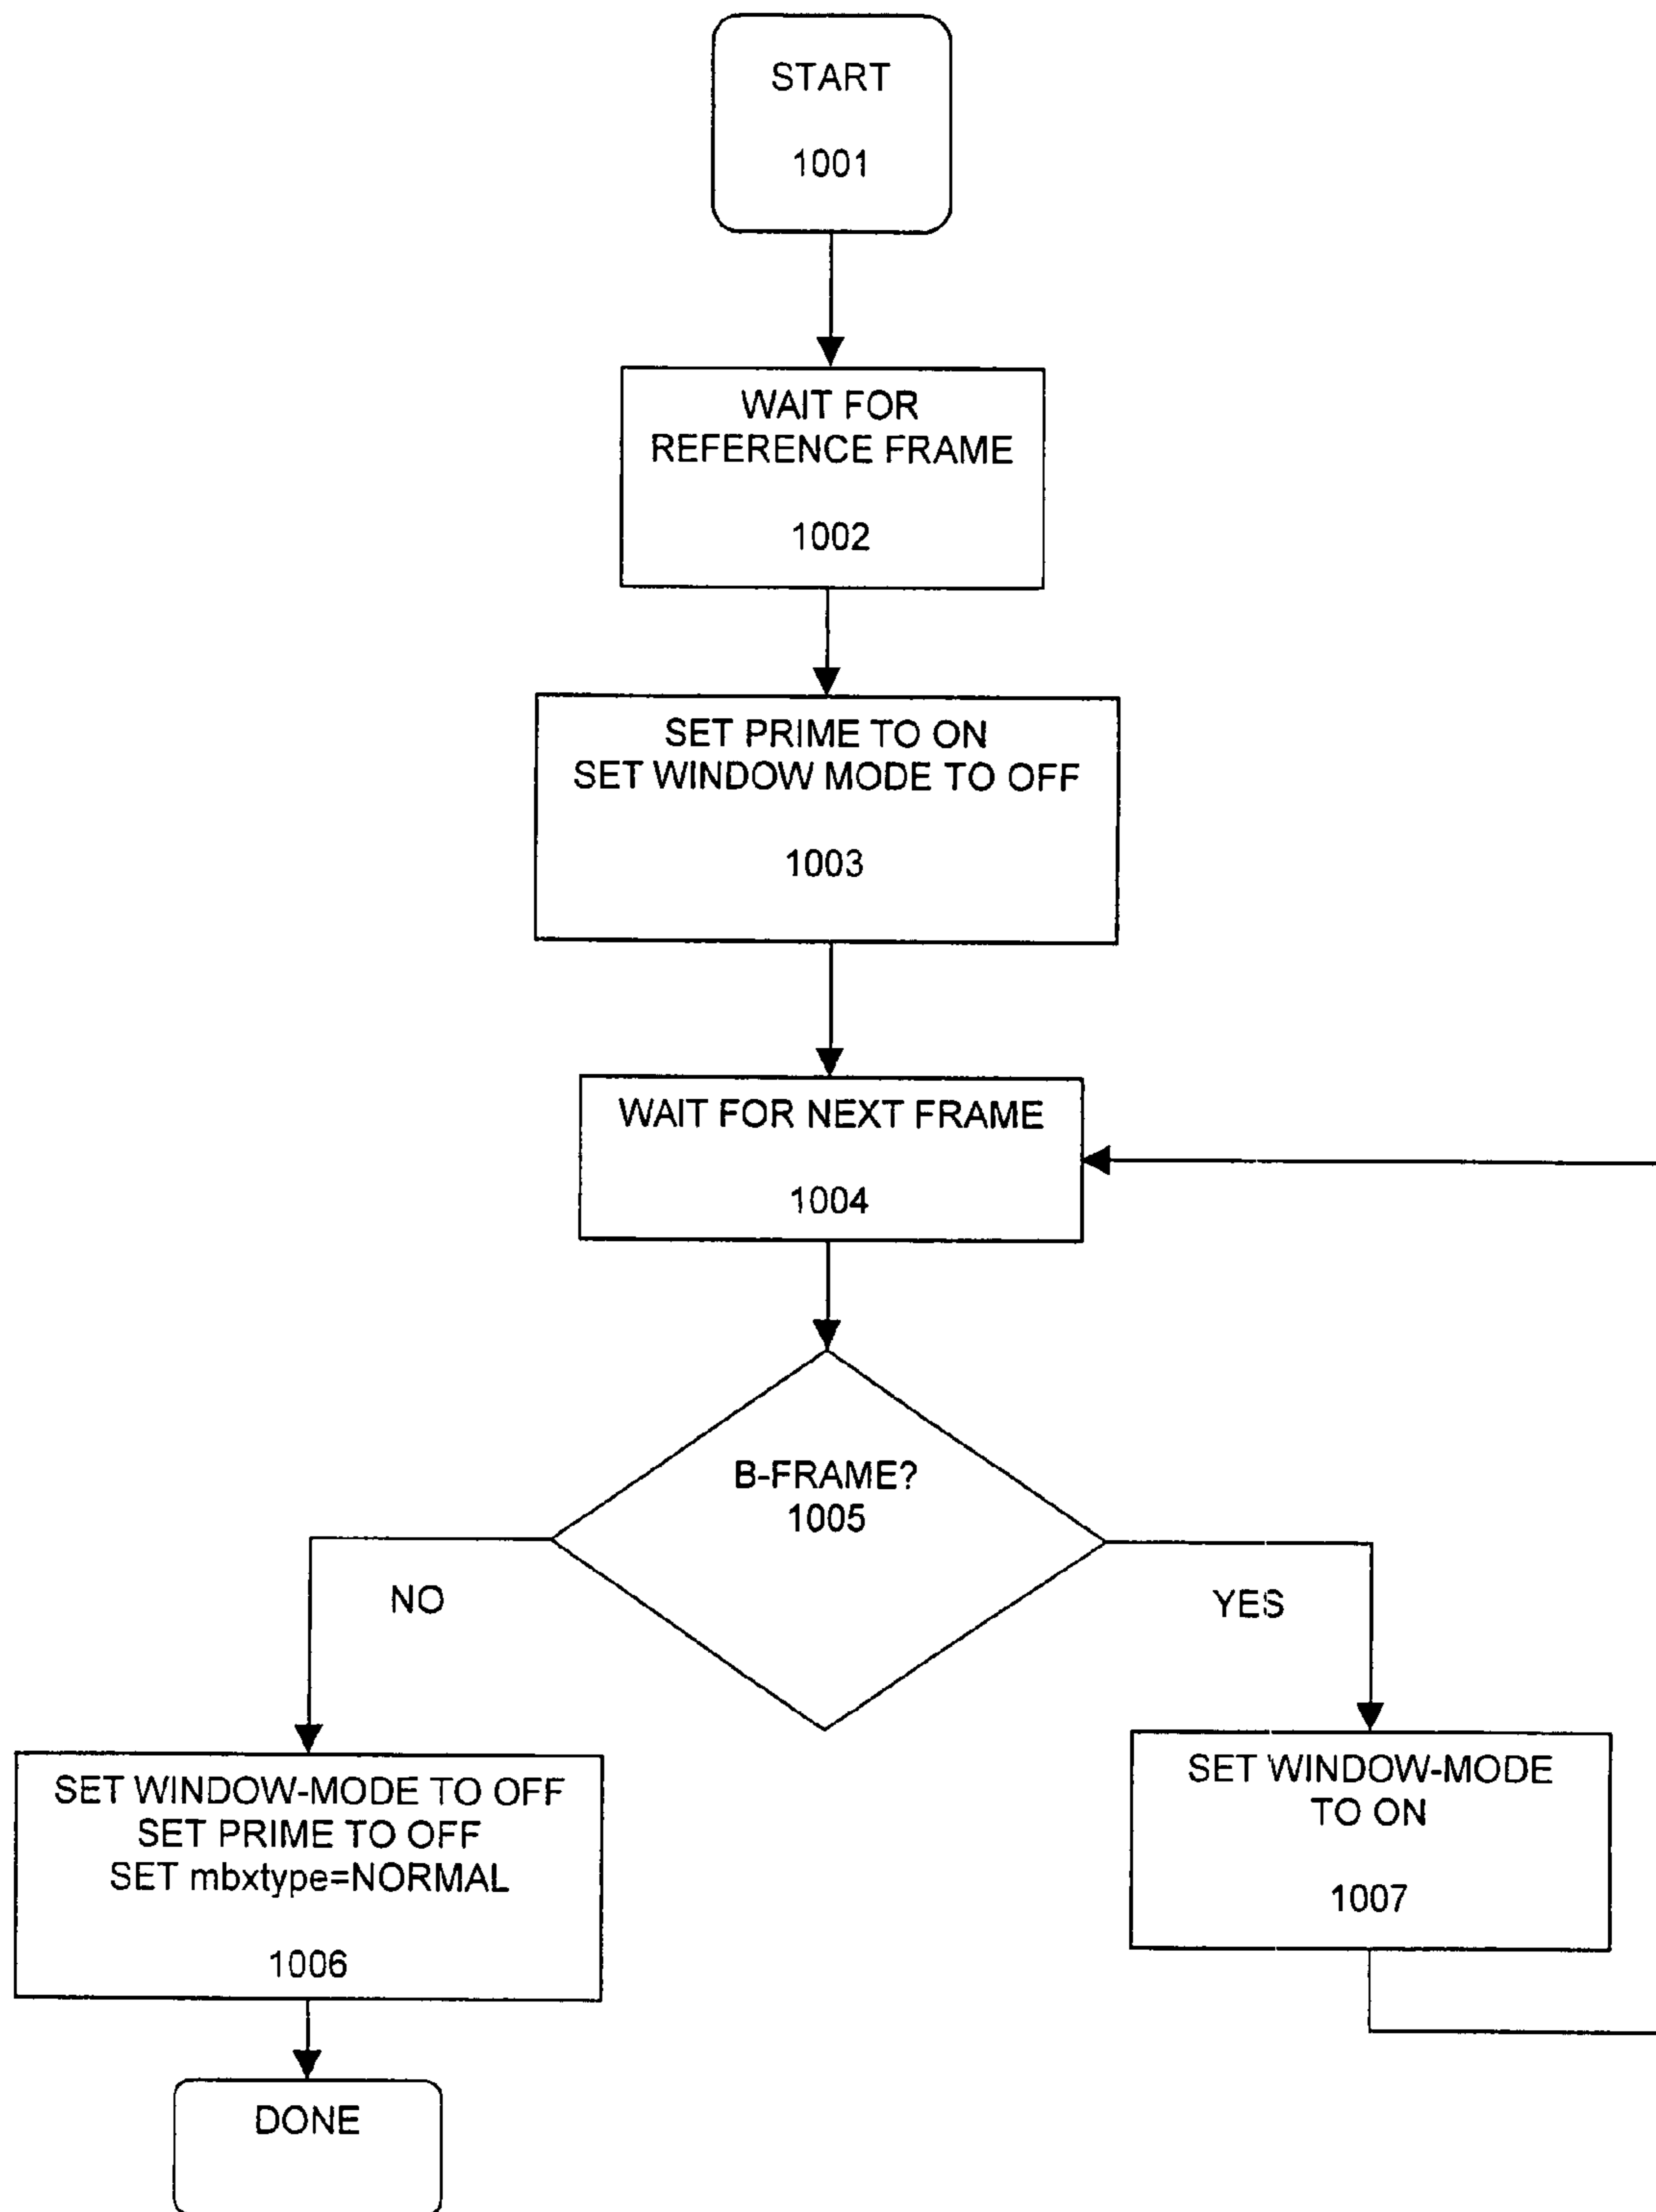 START
1001
WAIT FOR
REFERENCE FRAME
1002
SET PRIME TO ON
SET WINDOW MODE TO OFF
1003
WAIT FOR NEXT FRAME
1004
B-FRAME?
1005
NO
YES
SET WINDOW-MODE TO OFF
SET PRIME TO OFF
SET mbxtype=NORMAL
1006
SET WINDOW-MODE
TO ON
1007
DONE